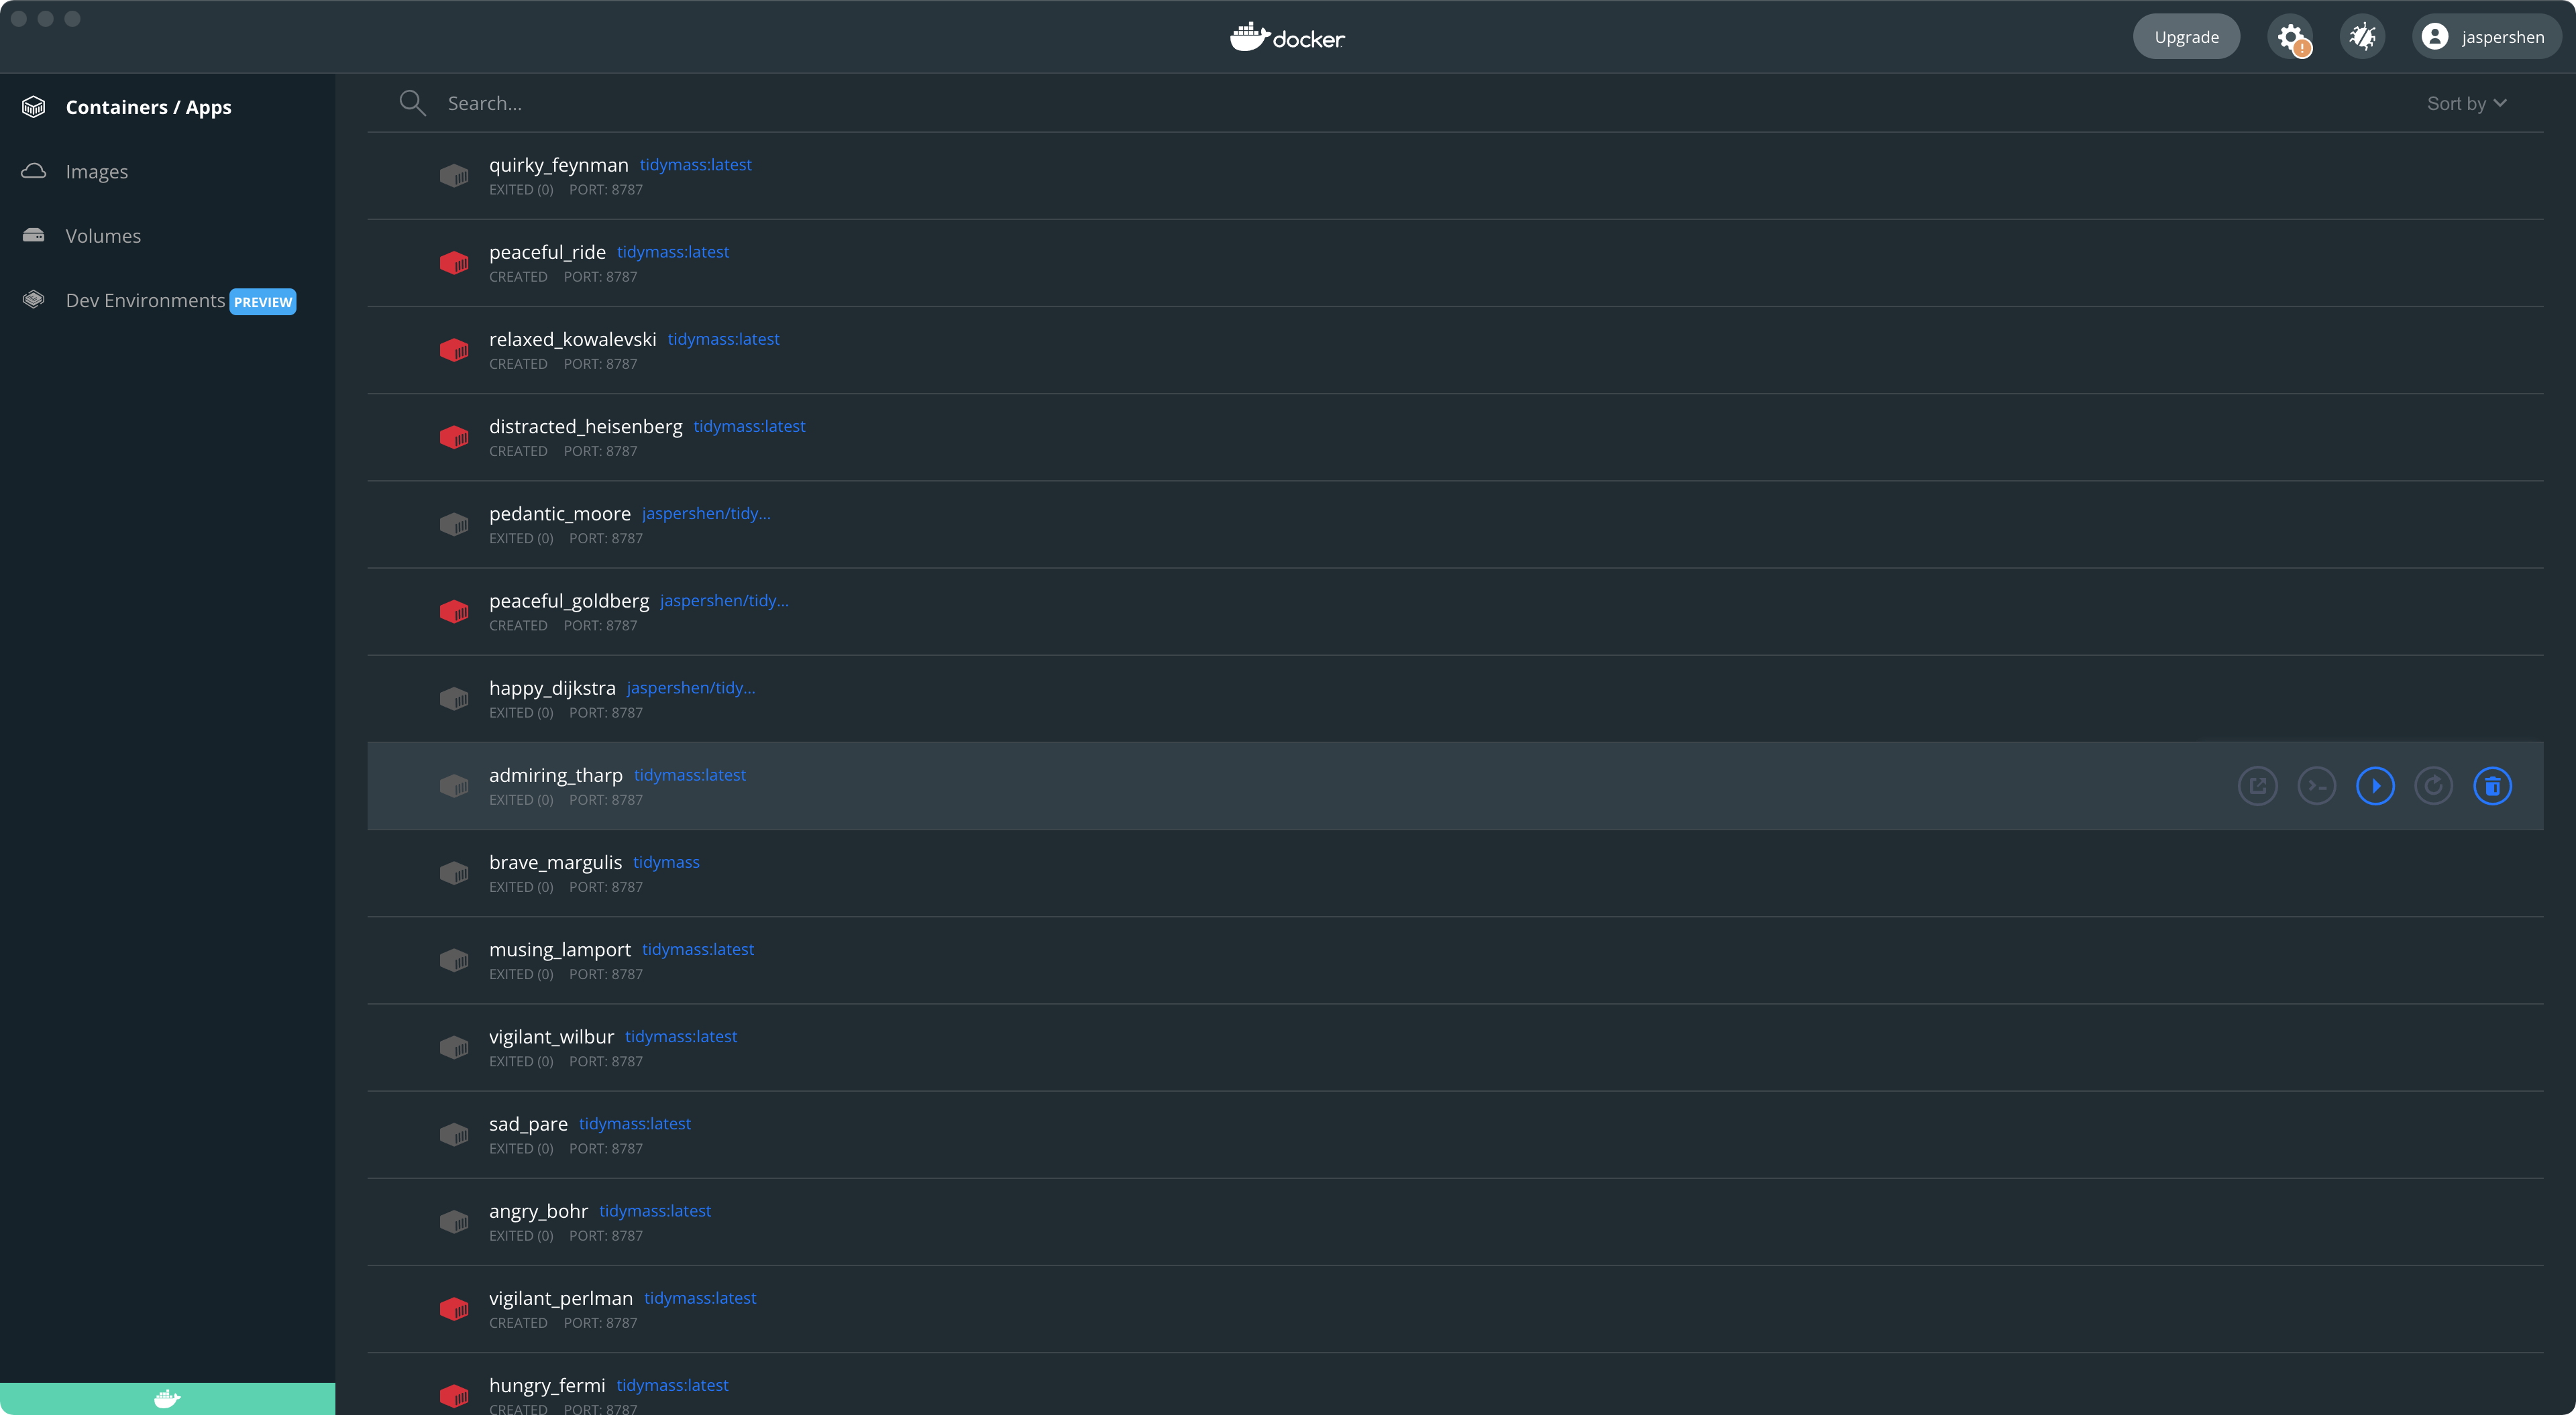 docker
Upgrade
jaspershen
Containers / Apps
Images
Volumes
Dev Environments PREVIEW
Search...
Sort by
quirky_feynman tidymass:latest
EXITED (0) PORT: 8787
peaceful_ride tidymass:latest
CREATED PORT: 8787
relaxed_kowalevski tidymass:latest
CREATED PORT: 8787
distracted_heisenberg tidymass:latest
CREATED PORT: 8787
pedantic_moore jaspershen/tidy...
EXITED (0) PORT: 8787
peaceful_goldberg jaspershen/tidy...
CREATED PORT: 8787
happy_dijkstra jaspershen/tidy...
EXITED (0) PORT: 8787
admiring_tharp tidymass:latest
EXITED (0) PORT: 8787
brave_margulis tidymass
EXITED (0) PORT: 8787
musing_lamport tidymass:latest
EXITED (0) PORT: 8787
vigilant_wilbur tidymass:latest
EXITED (0) PORT: 8787
sad_pare tidymass:latest
EXITED (0) PORT: 8787
angry_bohr tidymass:latest
EXITED (0) PORT: 8787
vigilant_perlman tidymass:latest
CREATED PORT: 8787
hungry_fermi tidymass:latest
CREATED PORT: 8787